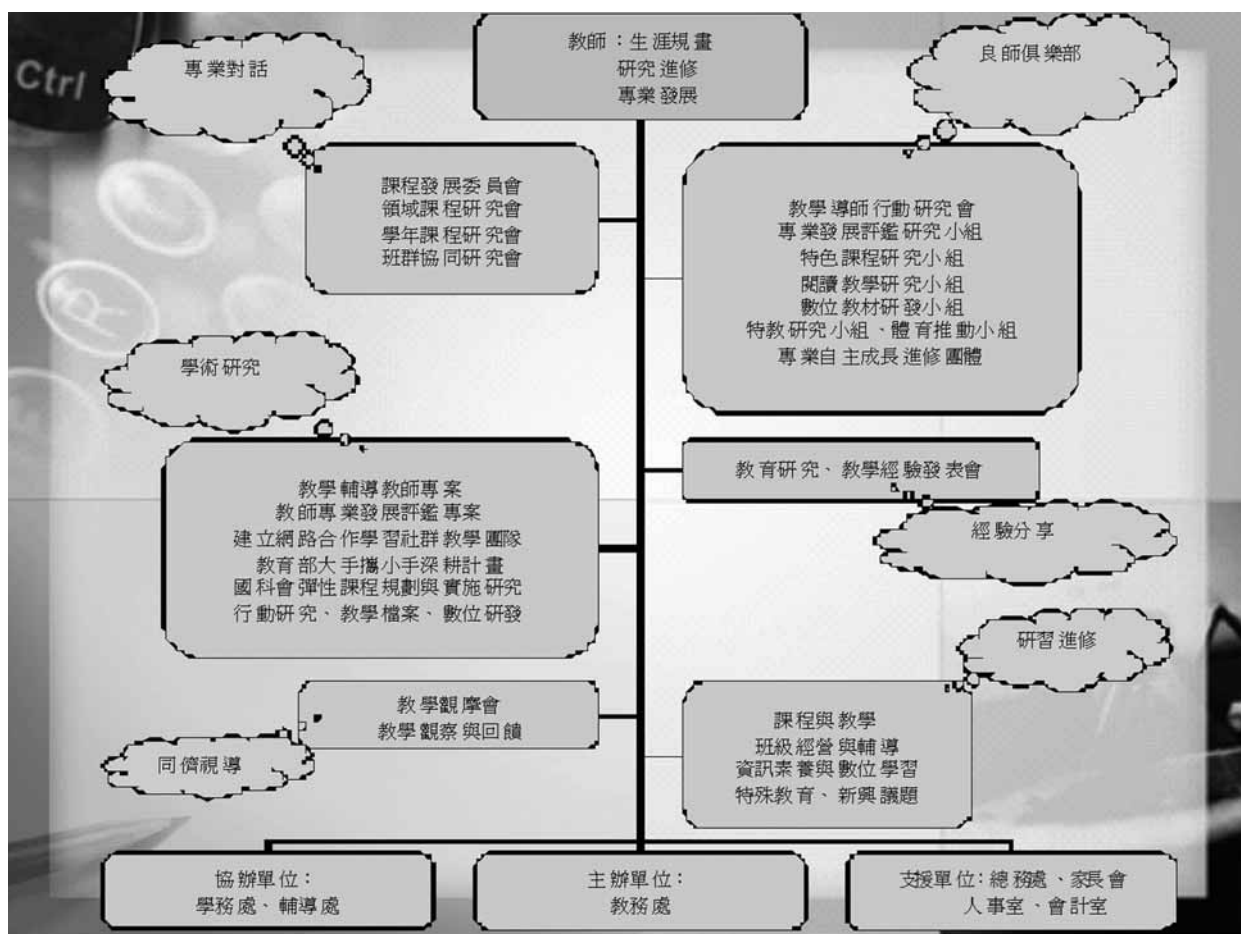 教師：生涯規畫
研究進修
專業發展
專業對話
課程發展委員會
領域課程研究會
學年課程研究會
班群協同研究會
良師俱樂部
教學導師行動研究會
專業發展評鑑研究小組
特色課程研究小組
閱讀教學研究小組
數位教材研發小組
特教研究小組、體育推動小組
專業自主成長進修團體
學術研究
教學輔導教師專案
教師專業發展評鑑專案
建立網路合作學習社群教學團隊
教育部大手攜小手深耕計畫
國科會彈性課程規劃與實施研究
行動研究、教學檔案、數位研發
教育研究、教學經驗發表會
經驗分享
教學觀摩會
教學觀察與回饋
同儕視導
研習進修
課程與教學
班級經營與輔導
資訊素養與數位學習
特殊教育、新興議題
協辦單位：
學務處、輔導處
主辦單位：
教務處
支援單位：總務處、家長會
人事室、會計室
Ctrl
R